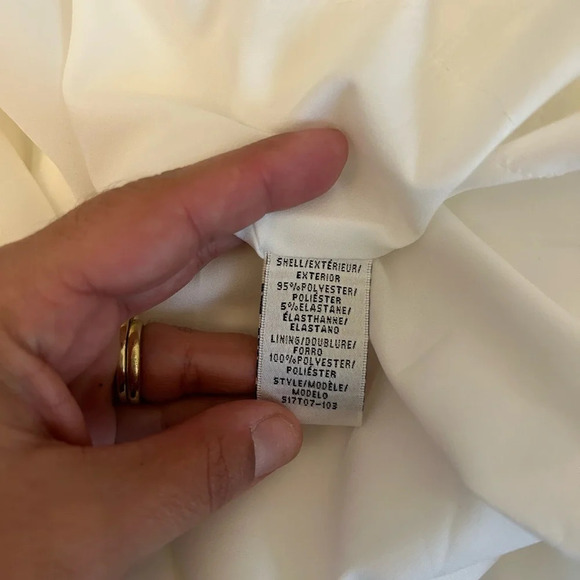 SHELL/EXTÉRIEUR/
EXTERIOR
95%POLYESTER/
POLIÉSTER
5%ELASTANE/
ÉLASTHANNE/
ELASTANO
LINING/DOUBLURE/
FORRO
100%POLYESTER/
POLIÉSTER
STYLE/MODÈLE/
MODELO
S17T07-103